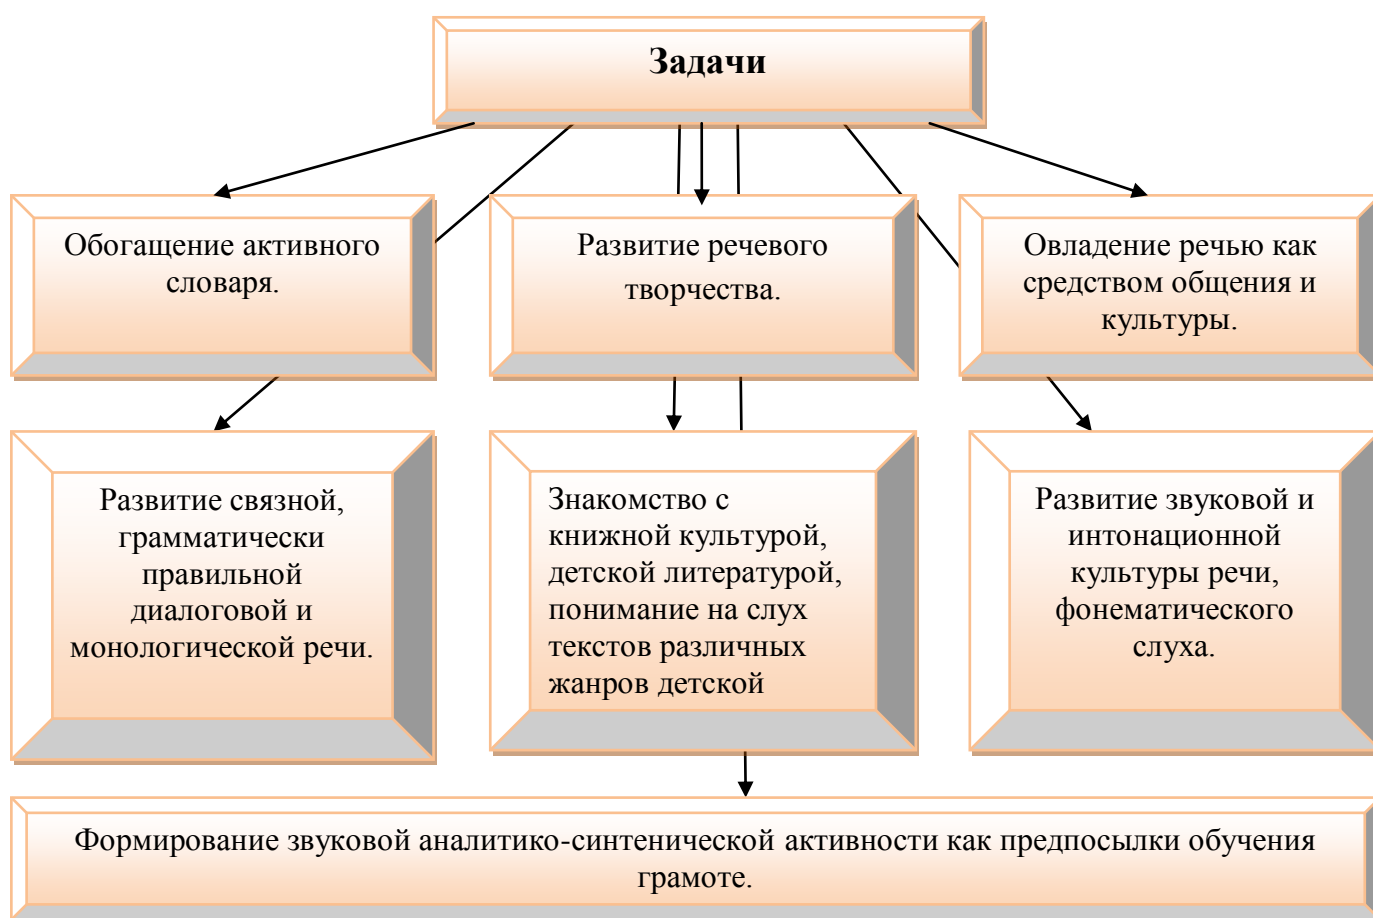 Задачи
Обогащение активного
словаря.
Развитие речевого
творчества.
Овладение речью как
средством общения и
культуры.
Развитие связной,
грамматически
правильной
диалоговой и
монологической речи.
Знакомство с
книжной культурой,
детской литературой,
понимание на слух
текстов различных
жанров детской
Развитие звуковой и
интонационной
культуры речи,
фонематического
слуха.
Формирование звуковой аналитико-синтенической активности как предпосылки обучения
грамоте.